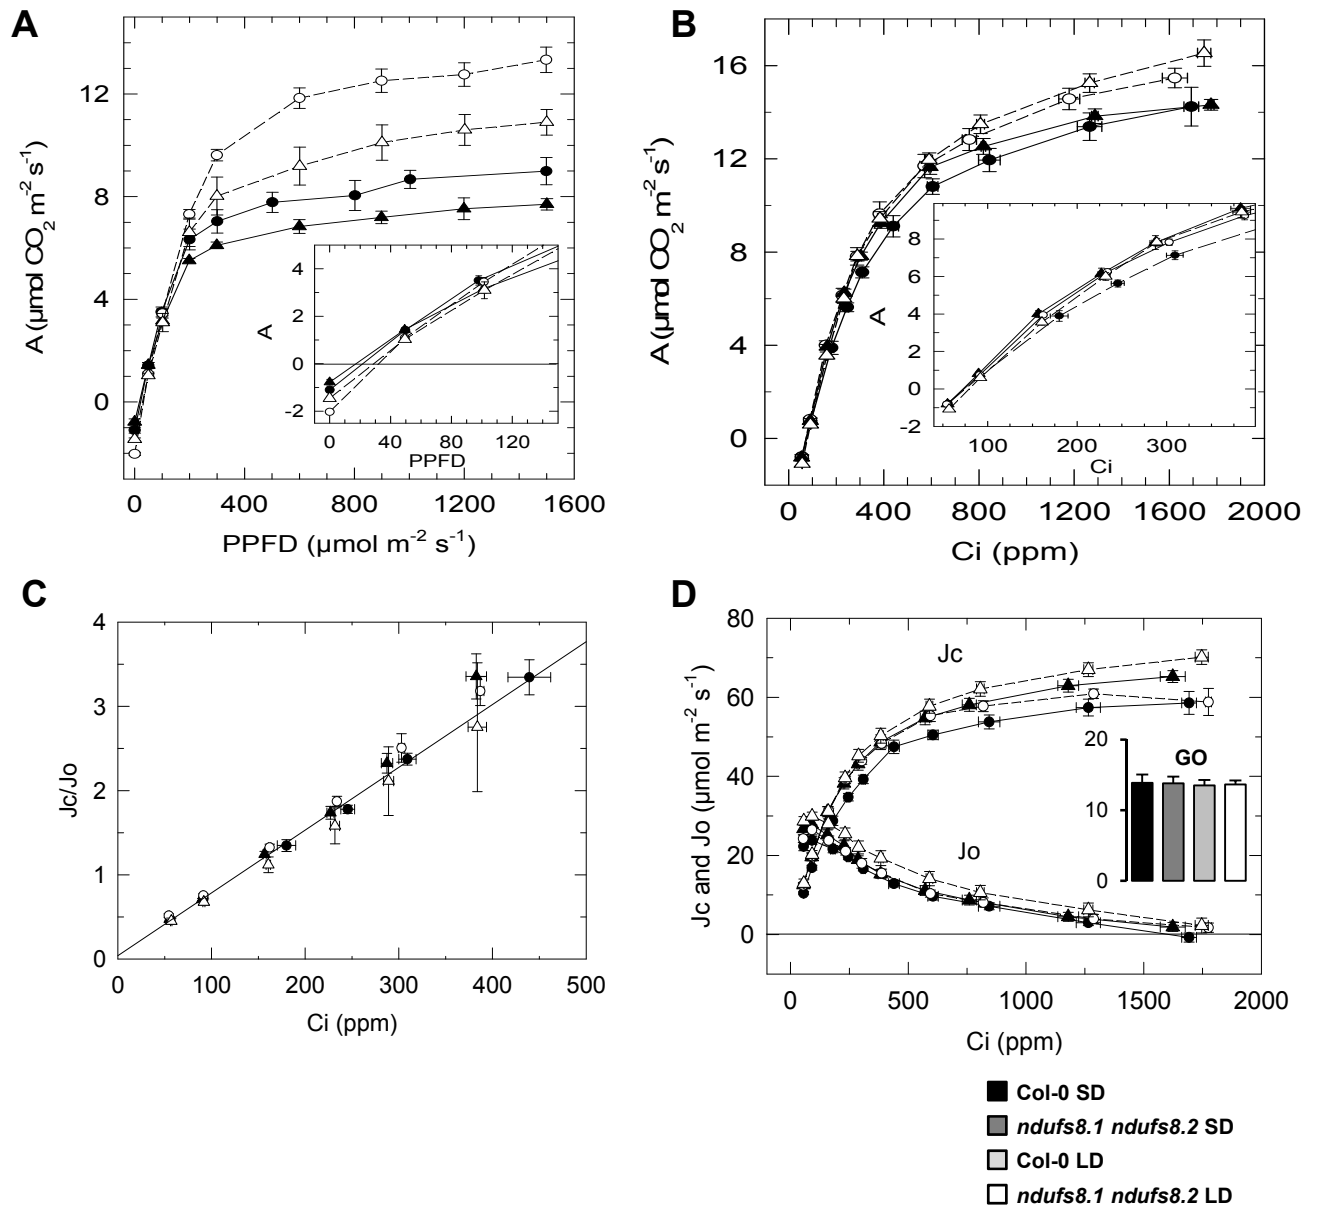 A
B
12
8
4
0
A (µmol CO2 m-2 s-1)
4
2
0
-2
A
0 40 80 120
PPFD
0 400 800 1200 1600
PPFD (µmol m-2 s-1)
16
12
8
4
0
A (µmol CO2 m-2 s-1)
8
6
4
2
0
-2
A
100 200 300
Ci
0 400 800 1200 1600 2000
Ci (ppm)
C
D
4
3
2
1
0
Jc/Jo
0 100 200 300 400 500
Ci (ppm)
80
60
40
20
0
Jc and Jo (µmol m-2 s-1)
Jc
Jo
20
10
0
GO
0 500 1000 1500 2000
Ci (ppm)
Col-0 SD
ndufs8.1 ndufs8.2 SD
Col-0 LD
ndufs8.1 ndufs8.2 LD